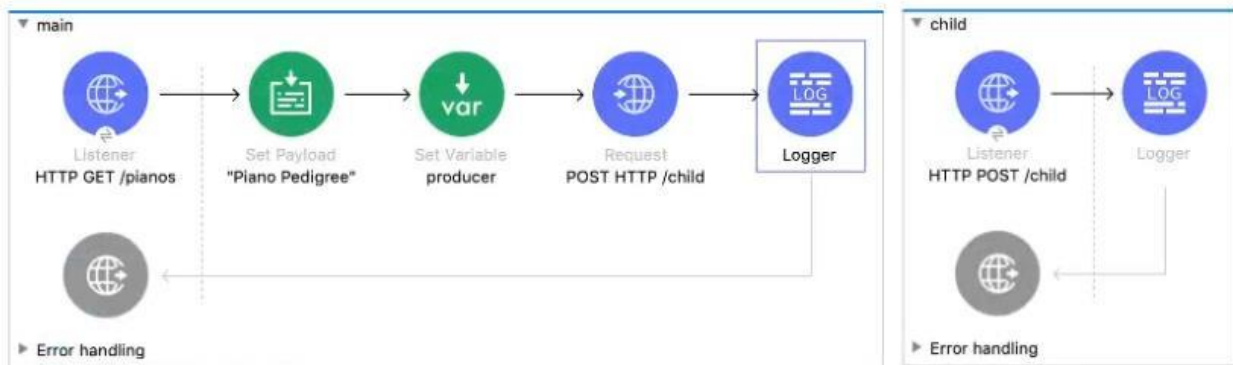 main
Listener
HTTP GET /pianos
Set Payload
"Piano Pedigree"
var
Set Variable
producer
Request
POST HTTP /child
LOG
Logger
Error handling
child
Listener
HTTP POST /child
LOG
Logger
Error handling